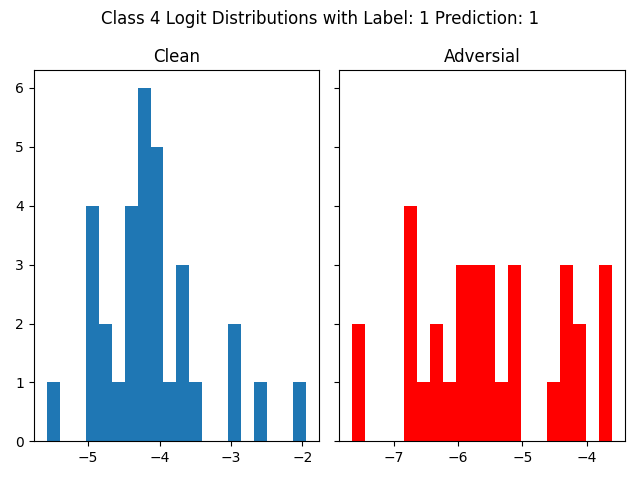 Class 4 Logit Distributions with Label: 1 Prediction: 1
Clean
Adversial
6
5
4
3
2
1
0
−5 −4 −3 −2
−7 −6 −5 −4